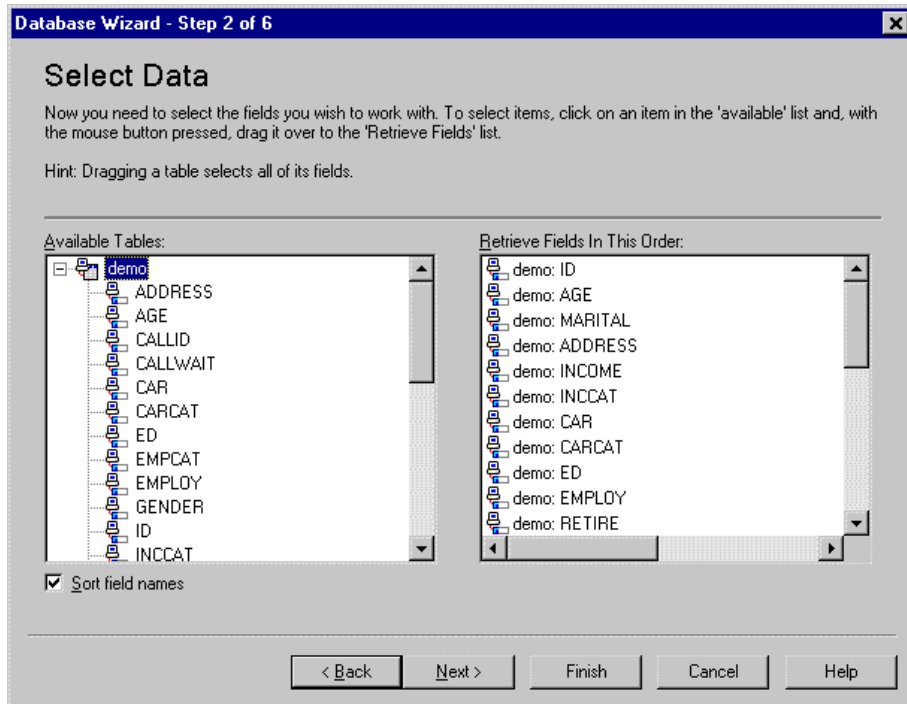 Database Wizard - Step 2 of 6
Select Data
Now you need to select the fields you wish to work with. To select items, click on an item in the 'available' list and, with
the mouse button pressed, drag it over to the 'Retrieve Fields' list.
Hint: Dragging a table selects all of its fields.
Available Tables:
demo
ADDRESS
AGE
CALLID
CALLWAIT
CAR
CARCAT
ED
EMPCAT
EMPLOY
GENDER
ID
INCCAT
Sort field names
Retrieve Fields In This Order:
demo: ID
demo: AGE
demo: MARITAL
demo: ADDRESS
demo: INCOME
demo: INCCAT
demo: CAR
demo: CARCAT
demo: ED
demo: EMPLOY
demo: RETIRE
< Back
Next >
Finish
Cancel
Help